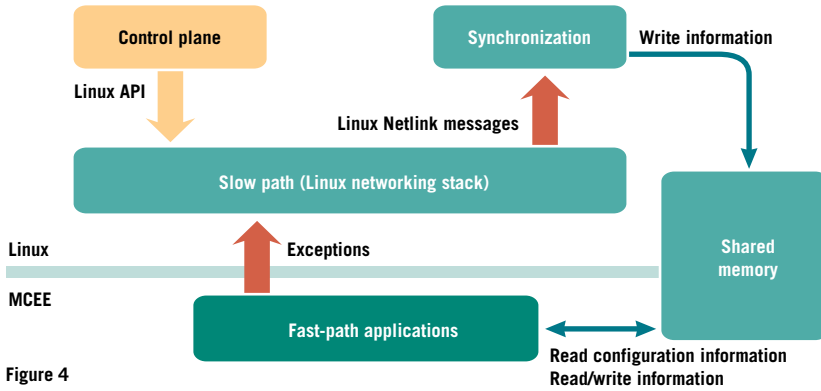 Control plane
Synchronization
Write information
Linux API
Linux Netlink messages
Slow path (Linux networking stack)
Linux
Exceptions
Shared
memory
MCEE
Fast-path applications
Read configuration information
Read/write information
Figure 4